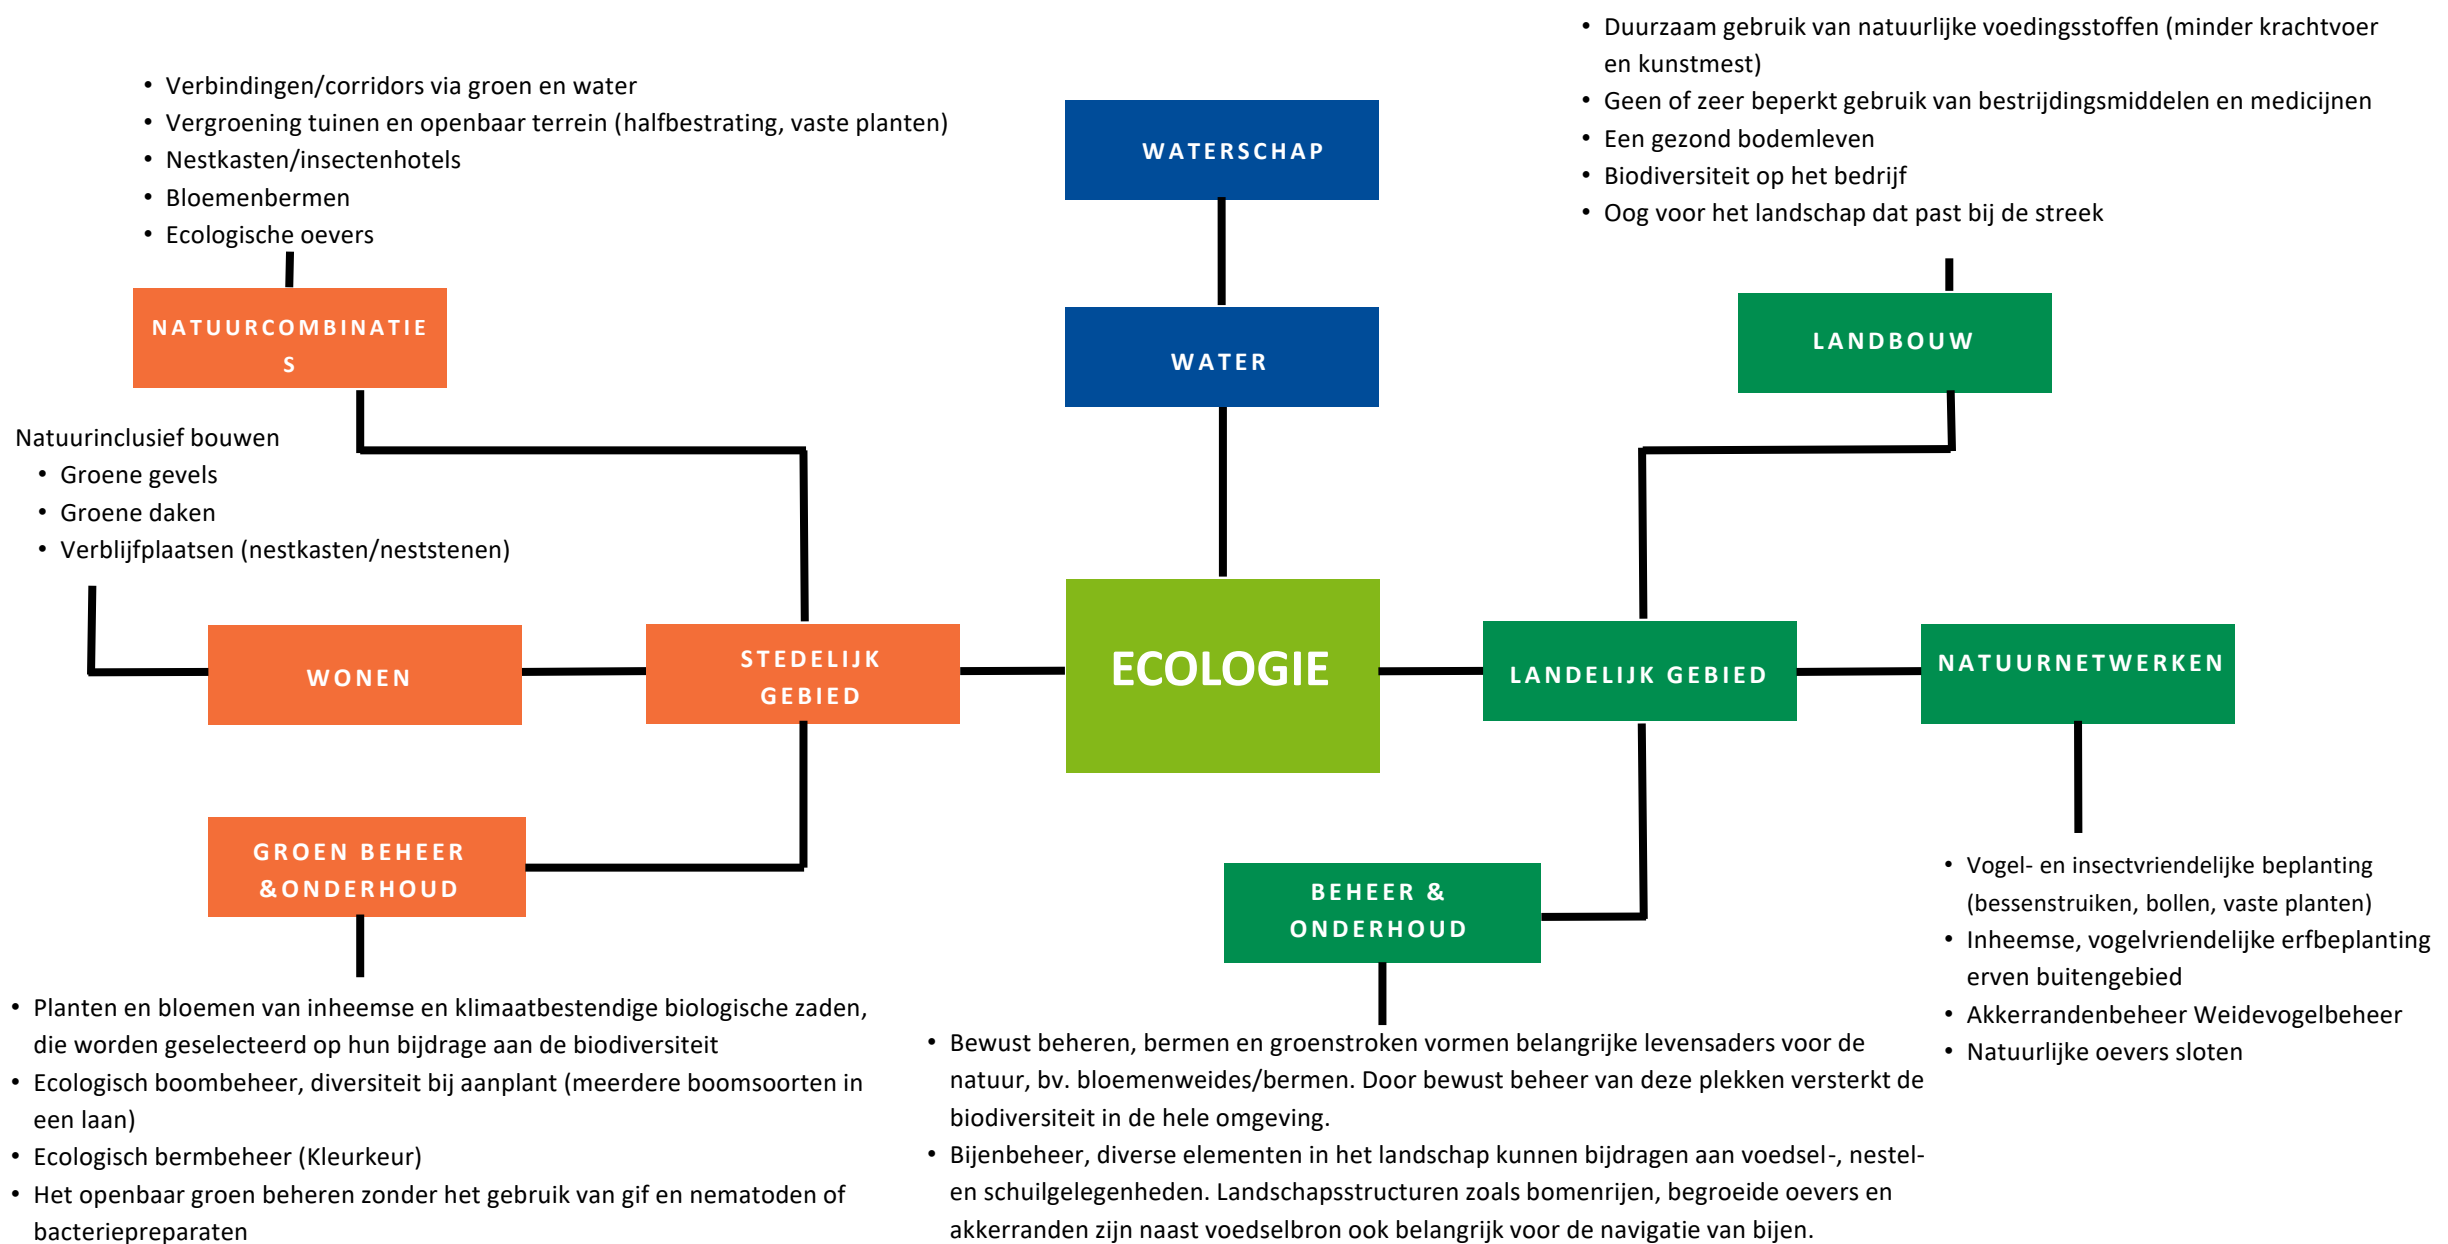 • Duurzaam gebruik van natuurlijke voedingsstoffen (minder krachtvoer
en kunstmest)
• Geen of zeer beperkt gebruik van bestrijdingsmiddelen en medicijnen
• Een gezond bodemleven
• Biodiversiteit op het bedrijf
• Oog voor het landschap dat past bij de streek
• Verbindingen/corridors via groen en water
• Vergroening tuinen en openbaar terrein (halfbestrating, vaste planten)
• Nestkasten/insectenhotels
• Bloemenbermen
• Ecologische oevers
WATERSCHAP
NATUURCOMBINATIE
S
WATER
LANDBOUW
Natuurinclusief bouwen
• Groene gevels
• Groene daken
• Verblijfplaatsen (nestkasten/neststenen)
WONEN
STEDELIJK
GEBIED
ECOLOGIE
LANDELIJK GEBIED
NATUURNETWERKEN
GROEN BEHEER
&ONDERHOUD
BEHEER &
ONDERHOUD
• Vogel- en insectvriendelijke beplanting
(bessenstruiken, bollen, vaste planten)
• Inheemse, vogelvriendelijke erfbeplanting
erven buitengebied
• Akkerrandenbeheer Weidevogelbeheer
• Natuurlijke oevers sloten
• Planten en bloemen van inheemse en klimaatbestendige biologische zaden,
die worden geselecteerd op hun bijdrage aan de biodiversiteit
• Ecologisch boombeheer, diversiteit bij aanplant (meerdere boomsoorten in
een laan)
• Ecologisch bermbeheer (Kleurkeur)
• Het openbaar groen beheren zonder het gebruik van gif en nematoden of
bacteriepreparaten
• Bewust beheren, bermen en groenstroken vormen belangrijke levensaders voor de
natuur, bv. bloemenweides/bermen. Door bewust beheer van deze plekken versterkt de
biodiversiteit in de hele omgeving.
• Bijenbeheer, diverse elementen in het landschap kunnen bijdragen aan voedsel-, nestel-
en schuilgelegenheden. Landschapsstructuren zoals bomenrijen, begroeide oevers en
akkerranden zijn naast voedselbron ook belangrijk voor de navigatie van bijen.